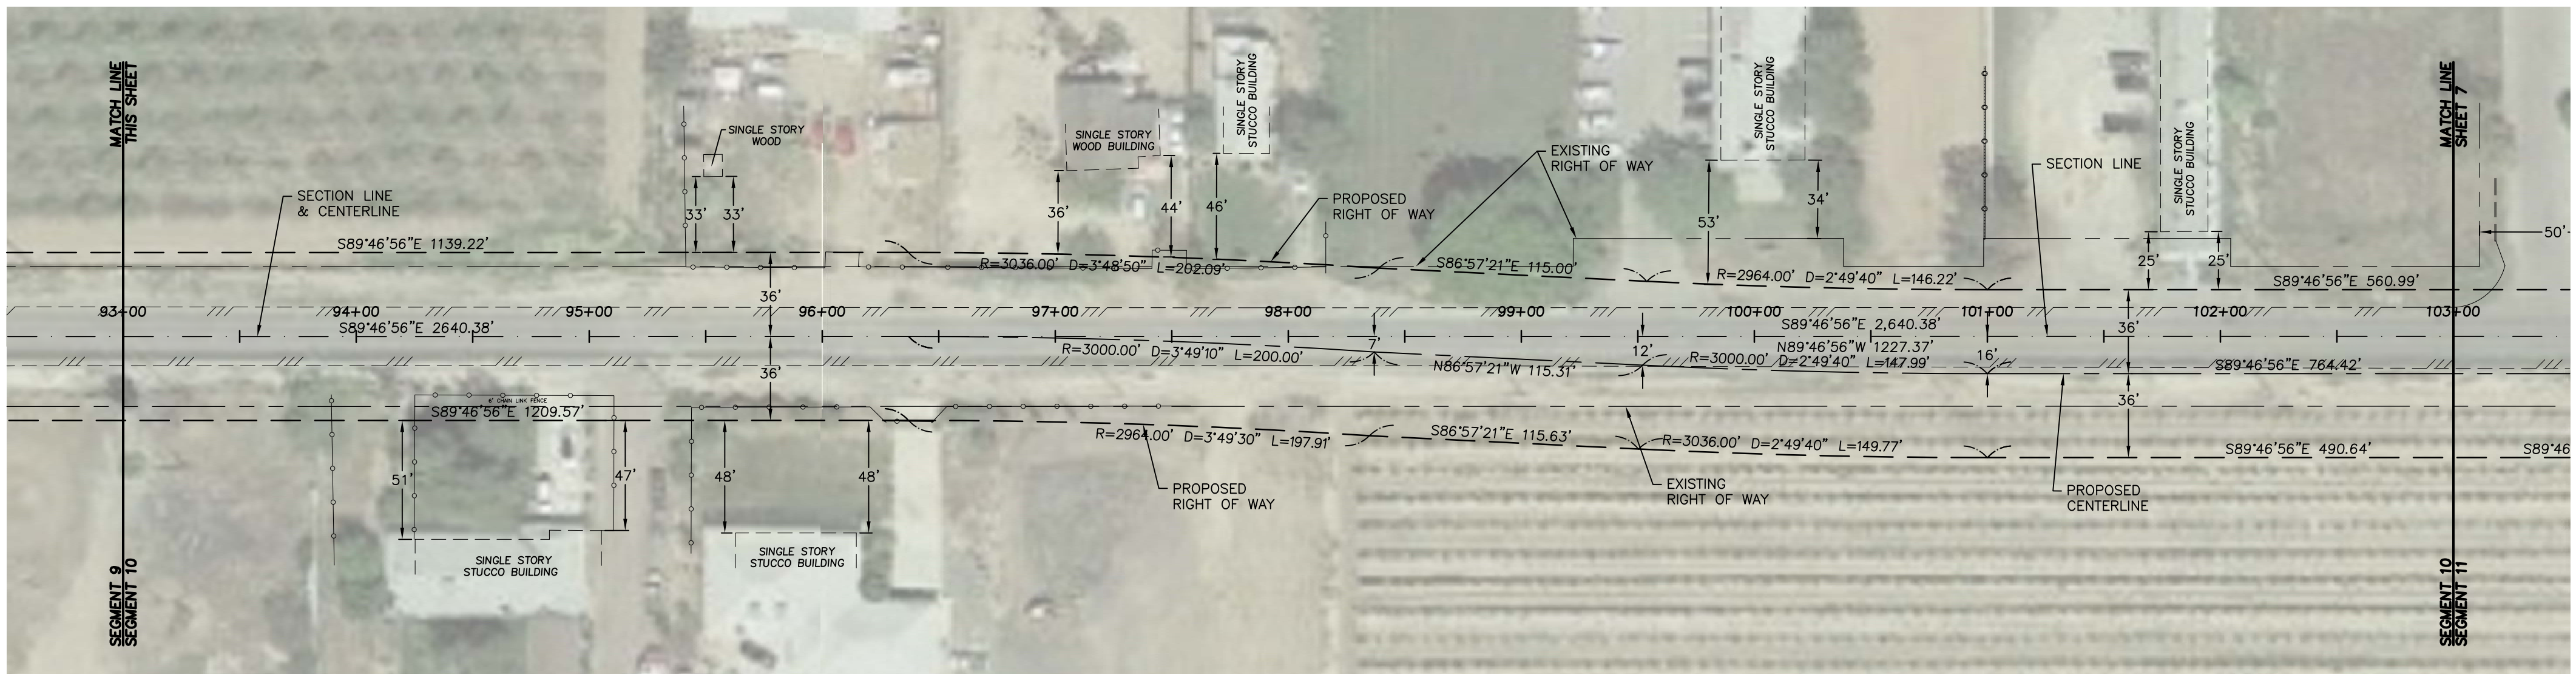 MATCH LINE
THIS SHEET
SECTION LINE
& CENTERLINE
S89°46'56"E 1139.22'
SINGLE STORY
WOOD
33'
33'
SINGLE STORY
WOOD BUILDING
36'
44'
SINGLE STORY
STUCCO BUILDING
46'
PROPOSED
RIGHT OF WAY
EXISTING
RIGHT OF WAY
SINGLE STORY
STUCCO BUILDING
53'
34'
SECTION LINE
SINGLE STORY
STUCCO BUILDING
25'
25'
MATCH LINE
SHEET 7
50'
R=3036.00' D=3°48'50" L=202.09'
S86°57'21"E 115.00'
R=2964.00' D=2°49'40" L=146.22'
S89°46'56"E 560.99'
36'
36'
93+00
94+00
95+00
96+00
97+00
98+00
99+00
100+00
101+00
102+00
103+00
S89°46'56"E 2640.38'
S89°46'56"E 2,640.38'
N89°46'56"W 1227.37'
R=3000.00' D=3°49'10" L=200.00'
7'
N86°57'21"W 115.31'
12'
R=3000.00' D=2°49'40" L=147.99'
16'
S89°46'56"E 764.42'
36'
36'
6' CHAIN LINK FENCE
S89°46'56"E 1209.57'
R=2964.00' D=3°49'30" L=197.91'
S86°57'21"E 115.63'
R=3036.00' D=2°49'40" L=149.77'
S89°46'56"E 490.64'
S89°46
51'
47'
48'
48'
PROPOSED
RIGHT OF WAY
EXISTING
RIGHT OF WAY
PROPOSED
CENTERLINE
SINGLE STORY
STUCCO BUILDING
SINGLE STORY
STUCCO BUILDING
SEGMENT 9
SEGMENT 10
SEGMENT 10
SEGMENT 11